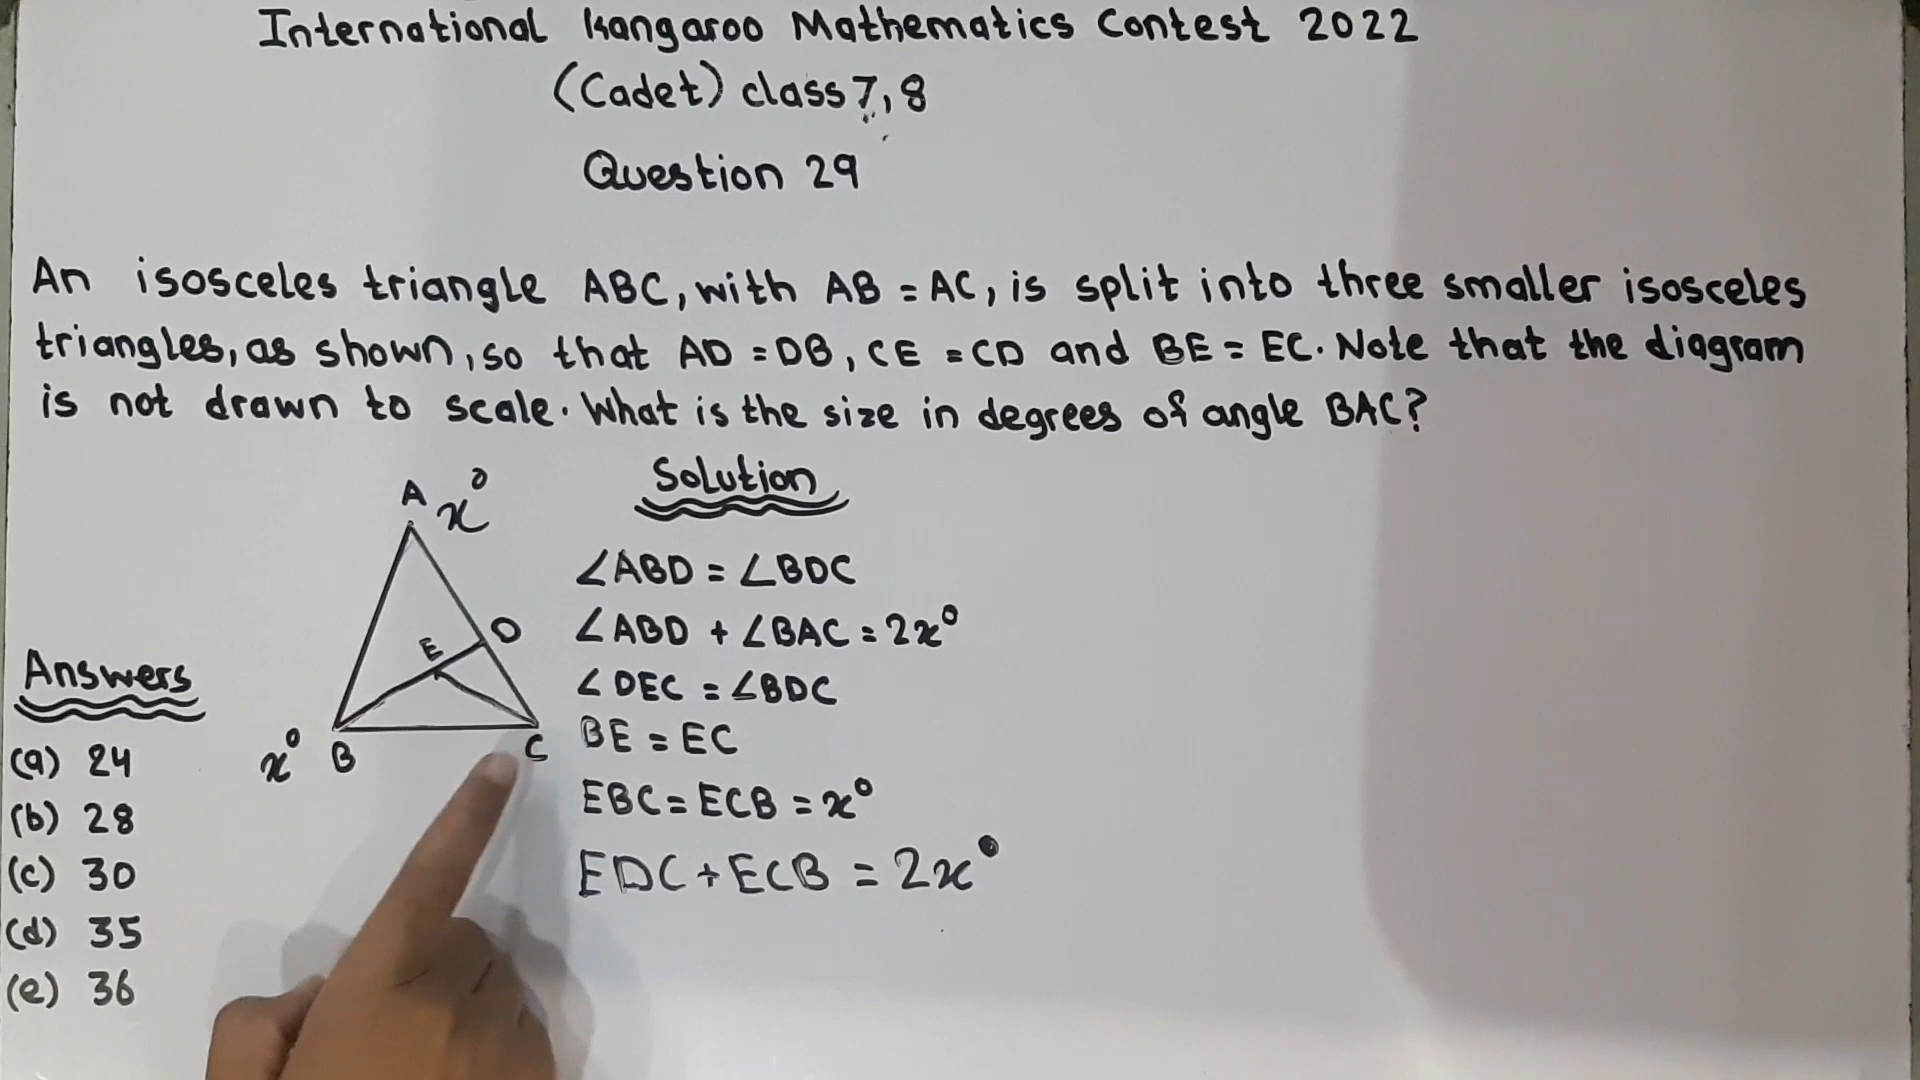 International Kangaroo Mathematics Contest 2022
(Cadet) class 7,8
Question 29
An isosceles triangle ABC, with AB = AC, is split into three smaller isosceles
triangles, as shown, so that AD = DB, CE = CD and BE = EC. Note that the diagram
is not drawn to scale. What is the size in degrees of angle BAC?
A x°
D
E
x° B
C
Answers
(a) 24
(b) 28
(c) 30
(d) 35
(e) 36
Solution
∠ABD = ∠BDC
∠ABD + ∠BAC = 2x°
∠DEC = ∠BDC
BE = EC
EBC = ECB = x°
EDC + ECB = 2x°